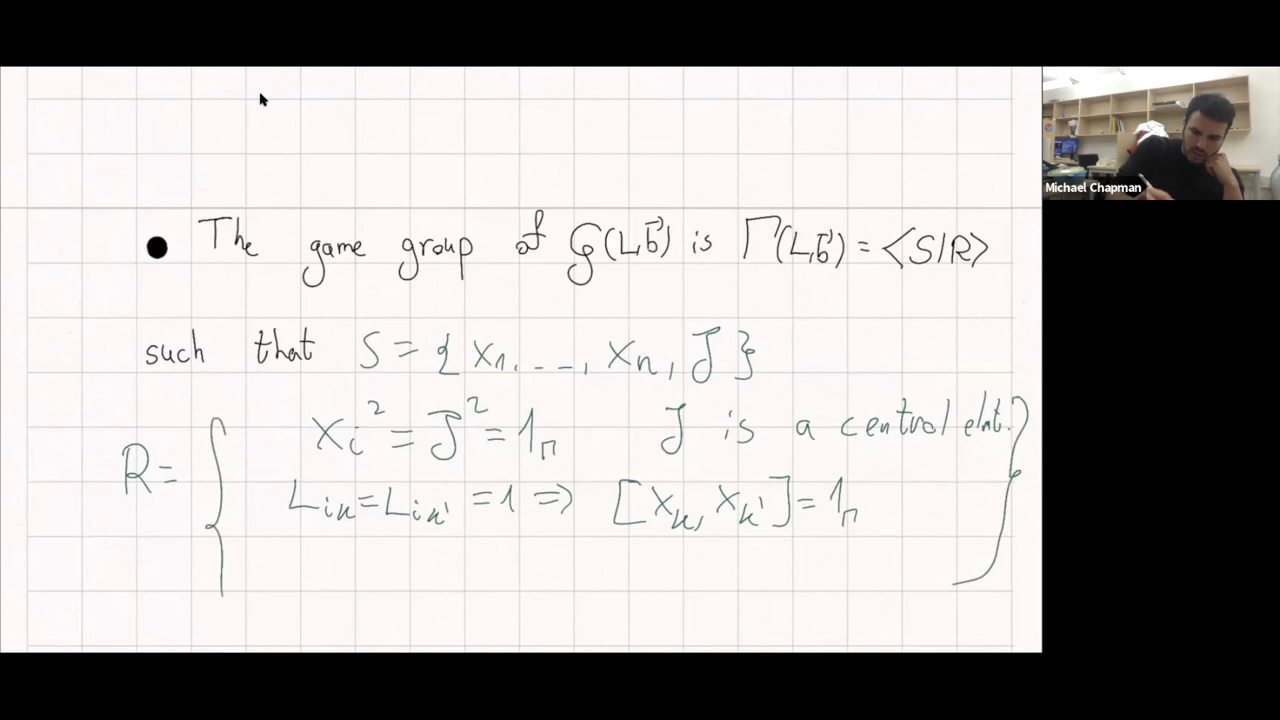 • The game group of G(L,b⃗) is Γ(L,b⃗) = <S|R>
such that S = { X₁, ..., Xₙ, J }
R = { Xᵢ² = J² = 1_Γ J is a central elnt.
Lᵢₖ = Lᵢₖ' = 1 ⇒ [Xₖ, Xₖ'] = 1_Γ }
Michael Chapman